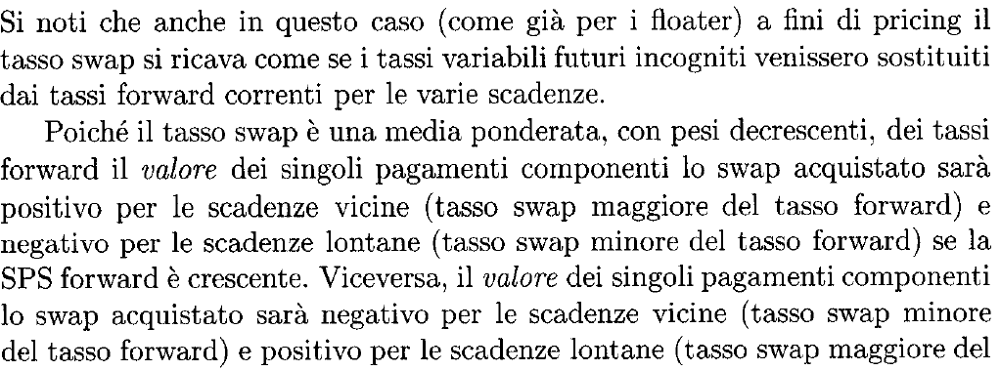 Si noti che anche in questo caso (come già per i floater) a fini di pricing il
tasso swap si ricava come se i tassi variabili futuri incogniti venissero sostituiti
dai tassi forward correnti per le varie scadenze.
Poiché il tasso swap è una media ponderata, con pesi decrescenti, dei tassi
forward il valore dei singoli pagamenti componenti lo swap acquistato sarà
positivo per le scadenze vicine (tasso swap maggiore del tasso forward) e
negativo per le scadenze lontane (tasso swap minore del tasso forward) se la
SPS forward è crescente. Viceversa, il valore dei singoli pagamenti componenti
lo swap acquistato sarà negativo per le scadenze vicine (tasso swap minore
del tasso forward) e positivo per le scadenze lontane (tasso swap maggiore del